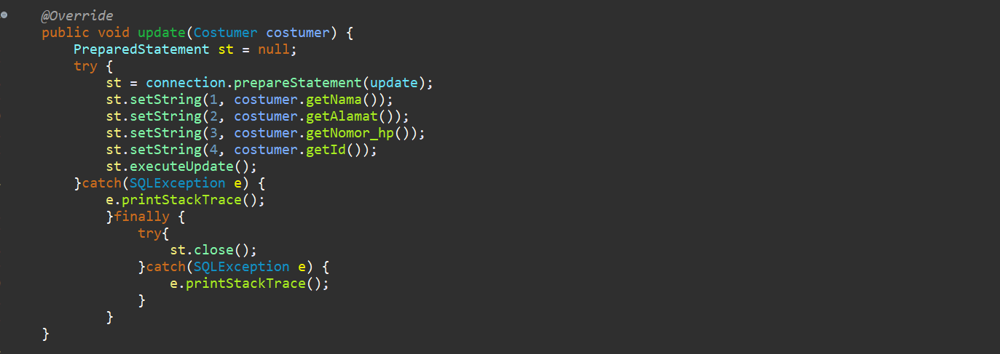 @Override
public void update(Costumer costumer) {
    PreparedStatement st = null;
    try {
        st = connection.prepareStatement(update);
        st.setString(1, costumer.getNama());
        st.setString(2, costumer.getAlamat());
        st.setString(3, costumer.getNomor_hp());
        st.setString(4, costumer.getId());
        st.executeUpdate();
    }catch(SQLException e) {
        e.printStackTrace();
        }finally {
            try{
                st.close();
            }catch(SQLException e) {
                e.printStackTrace();
            }
        }
}